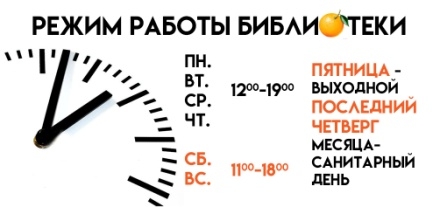 РЕЖИМ РАБОТЫ БИБЛИОТЕКИ
ПН.
ВТ.
СР.
ЧТ.
12⁰⁰-19⁰⁰
СБ.
ВС.
11⁰⁰-18⁰⁰
ПЯТНИЦА -
ВЫХОДНОЙ
ПОСЛЕДНИЙ
ЧЕТВЕРГ
МЕСЯЦА-
САНИТАРНЫЙ
ДЕНЬ